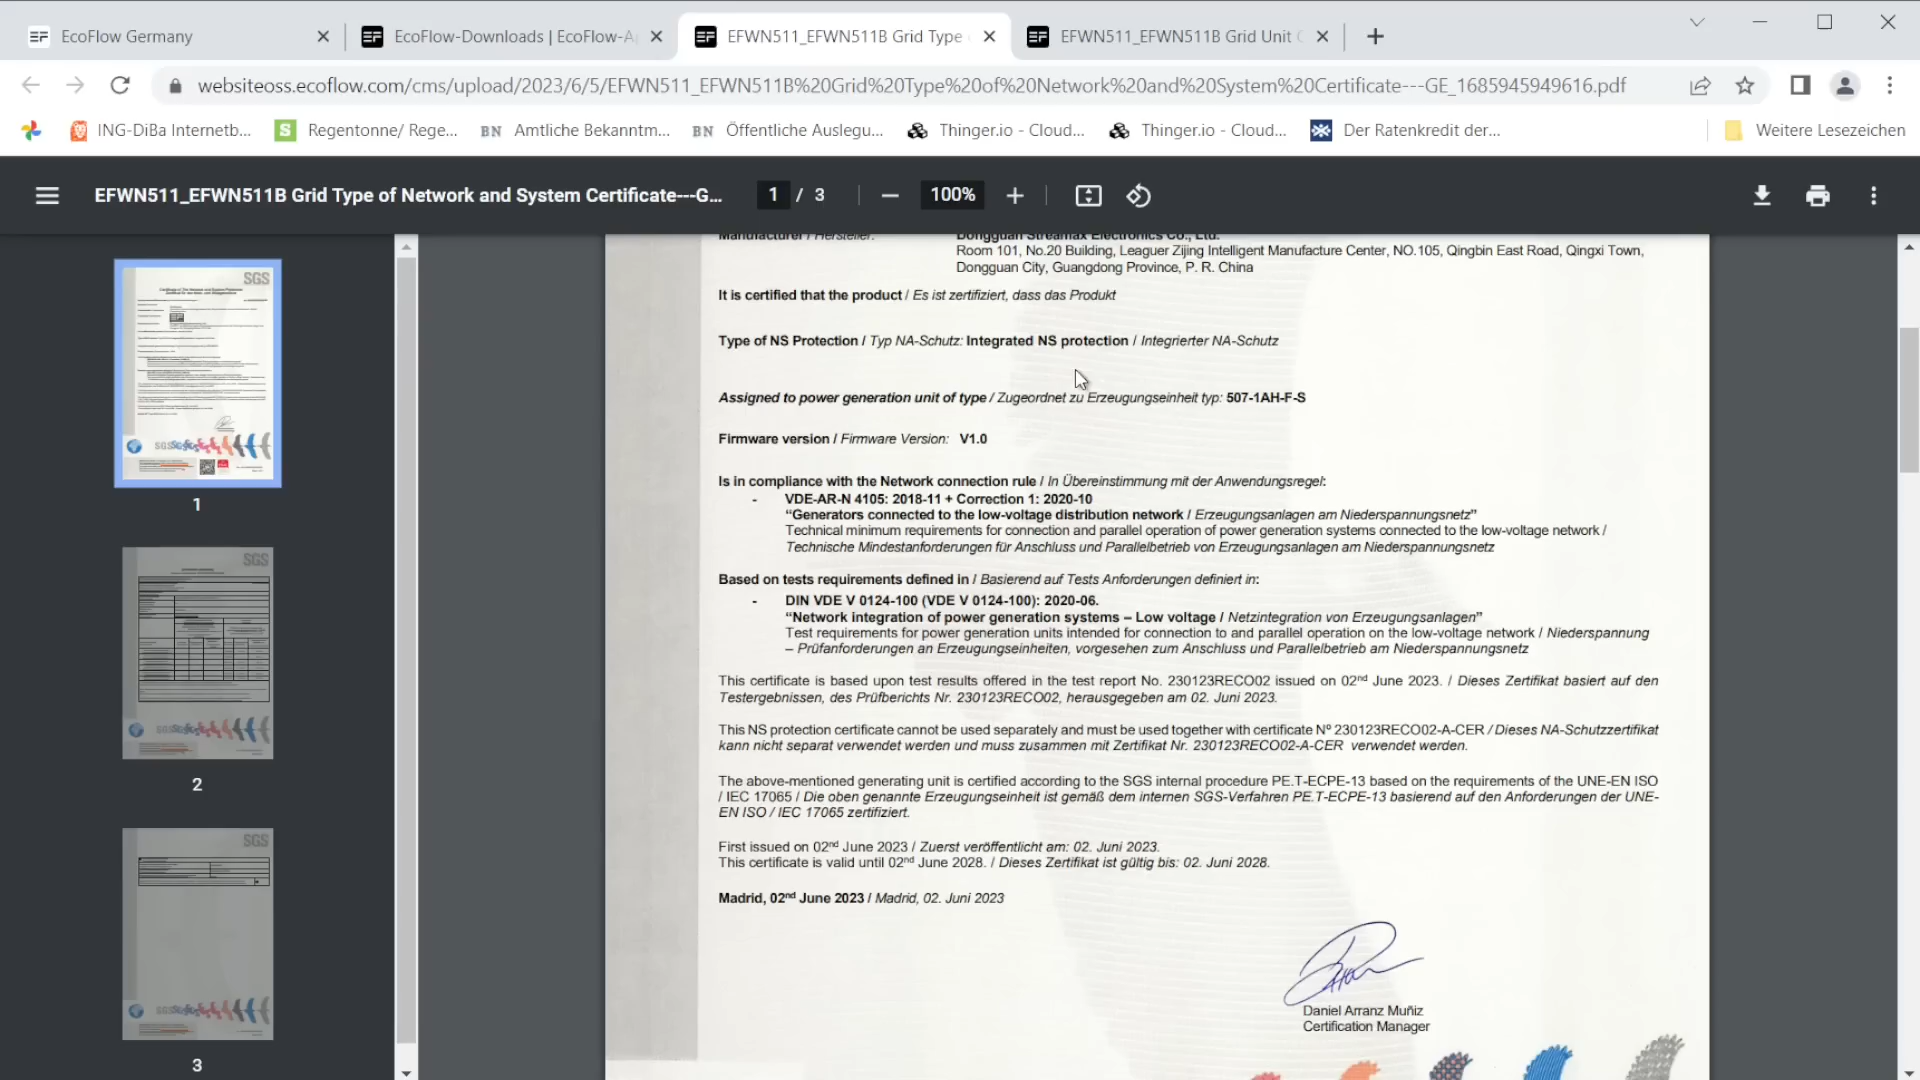 EcoFlow Germany
EcoFlow-Downloads | EcoFlow-A
EFWN511_EFWN511B Grid Type
EFWN511_EFWN511B Grid Unit C
websiteoss.ecoflow.com/cms/upload/2023/6/5/EFWN511_EFWN511B%20Grid%20Type%20of%20Network%20and%20System%20Certificate---GE_1685945949616.pdf
ING-DiBa Internetb...
Regentonne/ Rege...
BN Amtliche Bekanntm...
BN Öffentliche Auslegu...
Thinger.io - Cloud...
Thinger.io - Cloud...
Der Ratenkredit der...
Weitere Lesezeichen
EFWN511_EFWN511B Grid Type of Network and System Certificate---G...
1 / 3
100%
SGS
1
SGS
2
SGS
3
Manufacturer / Hersteller: Dongguan Streamax Electronics Co., Ltd.
Room 101, No.20 Building, Leaguer Zijing Intelligent Manufacture Center, NO.105, Qingbin East Road, Qingxi Town,
Dongguan City, Guangdong Province, P. R. China
It is certified that the product / Es ist zertifiziert, dass das Produkt
Type of NS Protection / Typ NA-Schutz: Integrated NS protection / Integrierter NA-Schutz
Assigned to power generation unit of type / Zugeordnet zu Erzeugungseinheit typ: 507-1AH-F-S
Firmware version / Firmware Version: V1.0
Is in compliance with the Network connection rule / In Übereinstimmung mit der Anwendungsregel:
- VDE-AR-N 4105: 2018-11 + Correction 1: 2020-10
“Generators connected to the low-voltage distribution network / Erzeugungsanlagen am Niederspannungsnetz”
Technical minimum requirements for connection and parallel operation of power generation systems connected to the low-voltage network /
Technische Mindestanforderungen für Anschluss und Parallelbetrieb von Erzeugungsanlagen am Niederspannungsnetz
Based on tests requirements defined in / Basierend auf Tests Anforderungen definiert in:
- DIN VDE V 0124-100 (VDE V 0124-100): 2020-06.
“Network integration of power generation systems – Low voltage / Netzintegration von Erzeugungsanlagen”
Test requirements for power generation units intended for connection to and parallel operation on the low-voltage network / Niederspannung
– Prüfanforderungen an Erzeugungseinheiten, vorgesehen zum Anschluss und Parallelbetrieb am Niederspannungsnetz
This certificate is based upon test results offered in the test report No. 230123RECO02 issued on 02nd June 2023. / Dieses Zertifikat basiert auf den
Testergebnissen, des Prüfberichts Nr. 230123RECO02, herausgegeben am 02. Juni 2023.
This NS protection certificate cannot be used separately and must be used together with certificate Nº 230123RECO02-A-CER / Dieses NA-Schutzzertifikat
kann nicht separat verwendet werden und muss zusammen mit Zertifikat Nr. 230123RECO02-A-CER verwendet werden.
The above-mentioned generating unit is certified according to the SGS internal procedure PE.T-ECPE-13 based on the requirements of the UNE-EN ISO
/ IEC 17065 / Die oben genannte Erzeugungseinheit ist gemäß dem internen SGS-Verfahren PE.T-ECPE-13 basierend auf den Anforderungen der UNE-
EN ISO / IEC 17065 zertifiziert.
First issued on 02nd June 2023 / Zuerst veröffentlicht am: 02. Juni 2023.
This certificate is valid until 02nd June 2028. / Dieses Zertifikat ist gültig bis: 02. Juni 2028.
Madrid, 02nd June 2023 / Madrid, 02. Juni 2023
Daniel Arranz Muñiz
Certification Manager